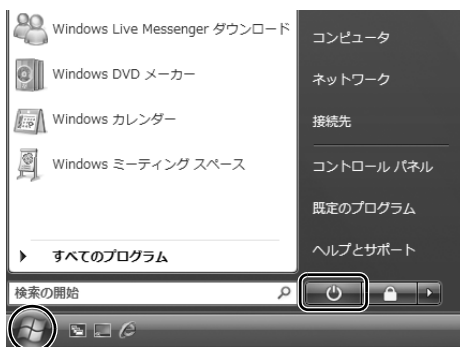 Windows Live Messenger ダウンロード
Windows DVD メーカー
Windows カレンダー
Windows ミーティング スペース
すべてのプログラム
検索の開始
コンピュータ
ネットワーク
接続先
コントロール パネル
既定のプログラム
ヘルプとサポート